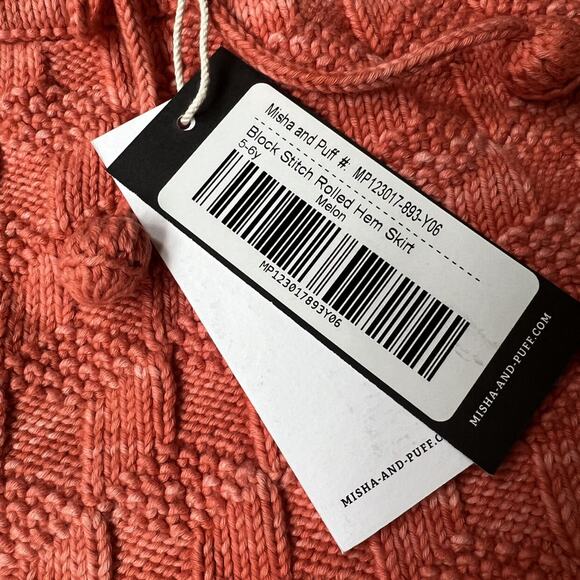 Misha and Puff #: MP123017-893-Y06
Block Stitch Rolled Hem Skirt
5-6y
Melon
MP123017893Y06
MISHA-AND-PUFF.COM
MISHA-AND-PUFF.C